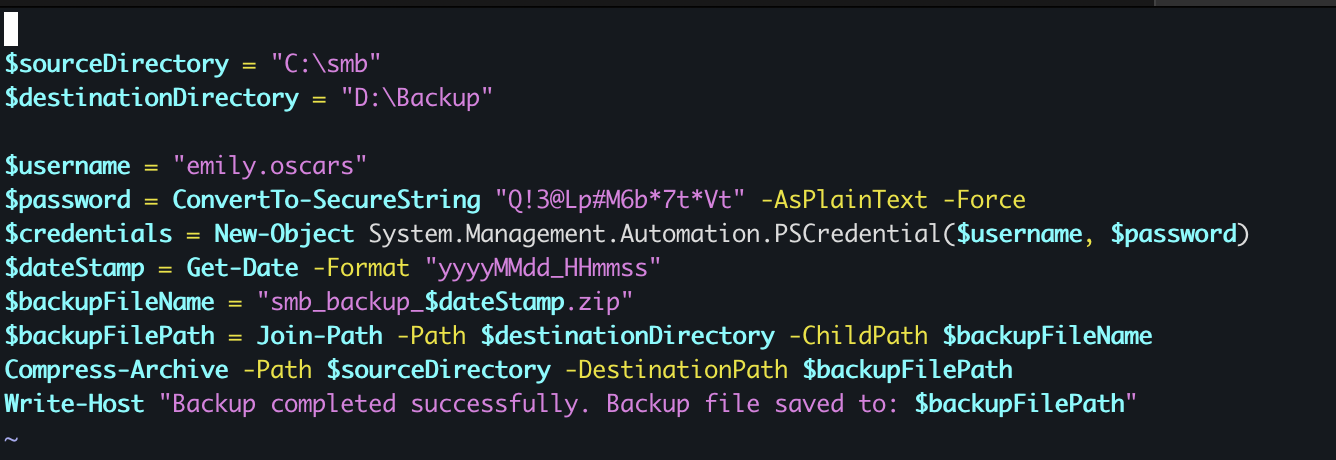 $sourceDirectory = "C:\smb"
$destinationDirectory = "D:\Backup"
$username = "emily.oscars"
$password = ConvertTo-SecureString "Q!3@Lp#M6b*7t*Vt" -AsPlainText -Force
$credentials = New-Object System.Management.Automation.PSCredential($username, $password)
$dateStamp = Get-Date -Format "yyyyMMdd_HHmmss"
$backupFileName = "smb_backup_$dateStamp.zip"
$backupFilePath = Join-Path -Path $destinationDirectory -ChildPath $backupFileName
Compress-Archive -Path $sourceDirectory -DestinationPath $backupFilePath
Write-Host "Backup completed successfully. Backup file saved to: $backupFilePath"
~